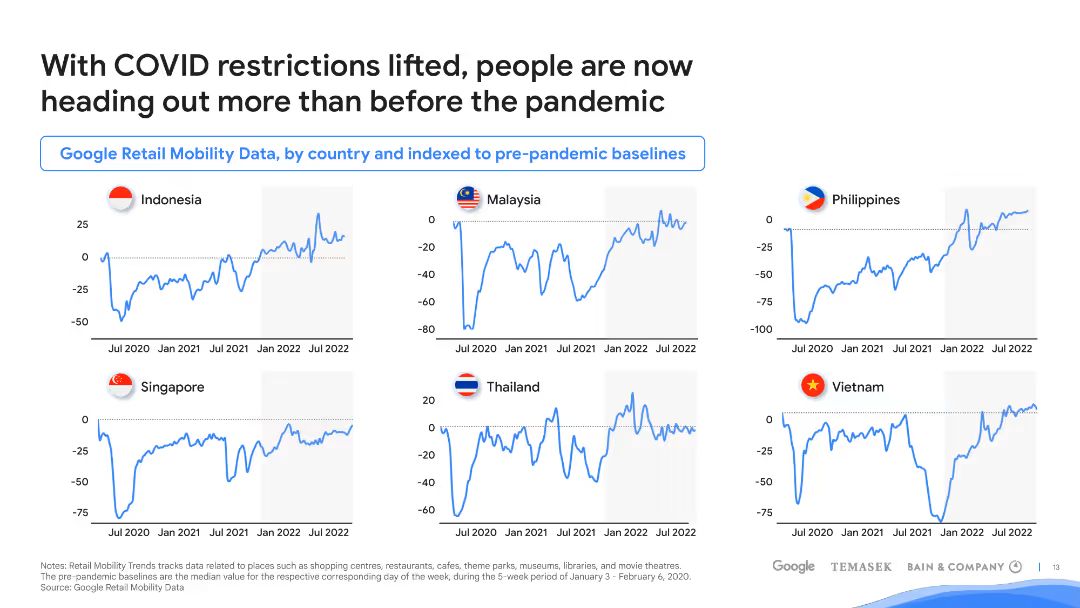 With COVID restrictions lifted, people are now
heading out more than before the pandemic
Google Retail Mobility Data, by country and indexed to pre-pandemic baselines
Indonesia
25
0
-25
-50
Jul 2020 Jan 2021 Jul 2021 Jan 2022 Jul 2022
Malaysia
0
-20
-40
-60
-80
Jul 2020 Jan 2021 Jul 2021 Jan 2022 Jul 2022
Philippines
0
-25
-50
-75
-100
Jul 2020 Jan 2021 Jul 2021 Jan 2022 Jul 2022
Singapore
0
-25
-50
-75
Jul 2020 Jan 2021 Jul 2021 Jan 2022 Jul 2022
Thailand
20
0
-20
-40
-60
Jul 2020 Jan 2021 Jul 2021 Jan 2022 Jul 2022
Vietnam
0
-25
-50
-75
Jul 2020 Jan 2021 Jul 2021 Jan 2022 Jul 2022
Notes: Retail Mobility Trends tracks data related to places such as shopping centres, restaurants, cafes, theme parks, museums, libraries, and movie theatres.
The pre-pandemic baselines are the median value for the respective corresponding day of the week, during the 5-week period of January 3 - February 6, 2020.
Source: Google Retail Mobility Data
Google TEMASEK BAIN & COMPANY | 13